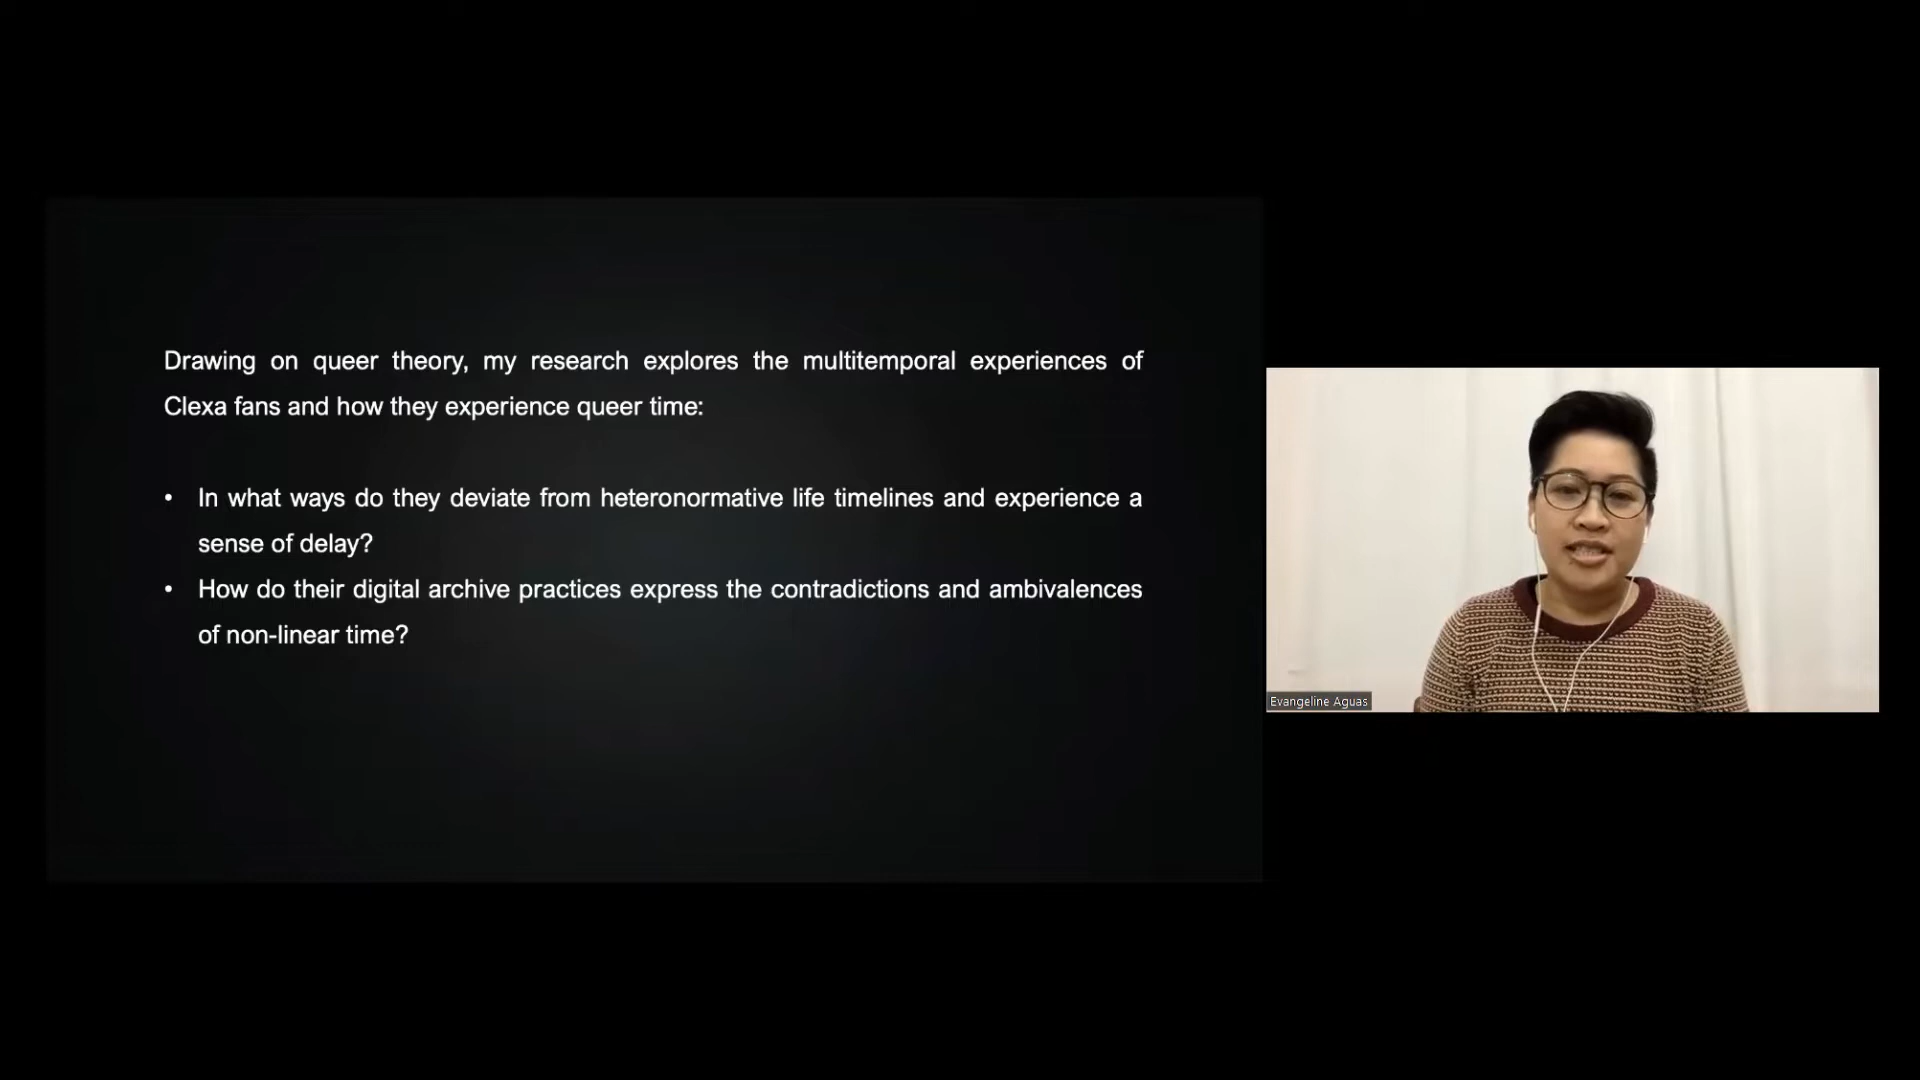 Drawing on queer theory, my research explores the multitemporal experiences of
Clexa fans and how they experience queer time:
• In what ways do they deviate from heteronormative life timelines and experience a
sense of delay?
• How do their digital archive practices express the contradictions and ambivalences
of non-linear time?
Evangeline Aguas